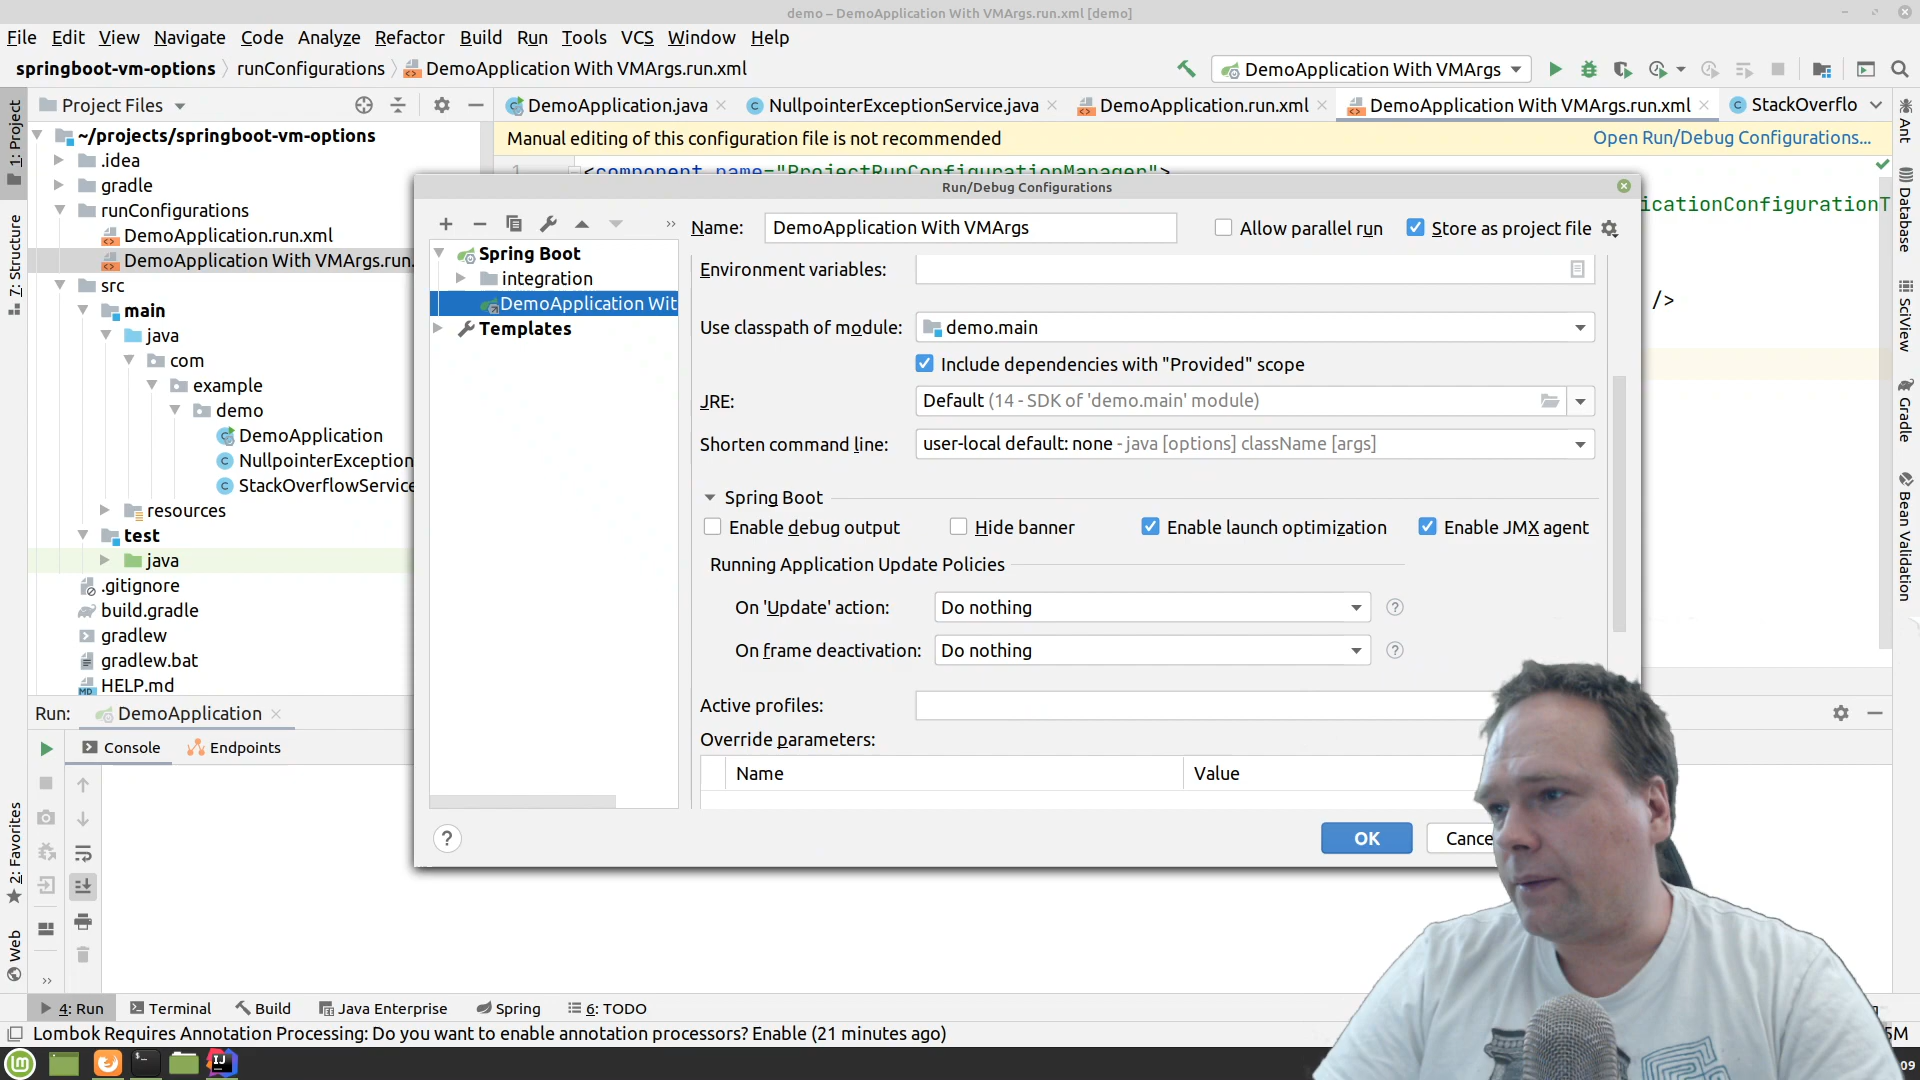 demo – DemoApplication With VMArgs.run.xml [demo]
File Edit View Navigate Code Analyze Refactor Build Run Tools VCS Window Help
springboot-vm-options runConfigurations DemoApplication With VMArgs.run.xml
DemoApplication With VMArgs
Project Files
DemoApplication.java NullpointerExceptionService.java DemoApplication.run.xml DemoApplication With VMArgs.run.xml StackOverflo
Manual editing of this configuration file is not recommended Open Run/Debug Configurations...
1 <component name="ProjectRunConfigurationManager">
icationConfigurationT
/>
1: Project
7: Structure
2: Favorites
Web
~/projects/springboot-vm-options
.idea
gradle
runConfigurations
DemoApplication.run.xml
DemoApplication With VMArgs.run.
src
main
java
com
example
demo
DemoApplication
NullpointerException
StackOverflowService
resources
test
java
.gitignore
build.gradle
gradlew
gradlew.bat
MD HELP.md
Run/Debug Configurations
Spring Boot
integration
DemoApplication Wit
Templates
Name: DemoApplication With VMArgs Allow parallel run Store as project file
Environment variables:
Use classpath of module: demo.main
Include dependencies with "Provided" scope
JRE: Default (14 - SDK of 'demo.main' module)
Shorten command line: user-local default: none - java [options] className [args]
Spring Boot
Enable debug output Hide banner Enable launch optimization Enable JMX agent
Running Application Update Policies
On 'Update' action: Do nothing ?
On frame deactivation: Do nothing ?
Active profiles:
Override parameters:
Name Value
? OK Cance
Ant
Database
SciView
Gradle
Bean Validation
Run: DemoApplication
Console Endpoints
4: Run Terminal Build Java Enterprise Spring 6: TODO
Lombok Requires Annotation Processing: Do you want to enable annotation processors? Enable (21 minutes ago)
5M
IJ
09